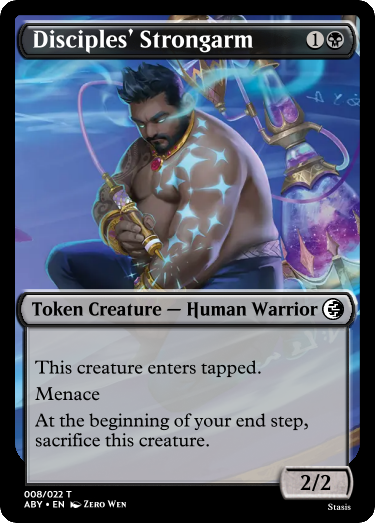 Disciples' Strongarm 1
Token Creature — Human Warrior
This creature enters tapped.
Menace
At the beginning of your end step,
sacrifice this creature.
2/2
008/022 T
ABY • EN Zero Wen
Stasis